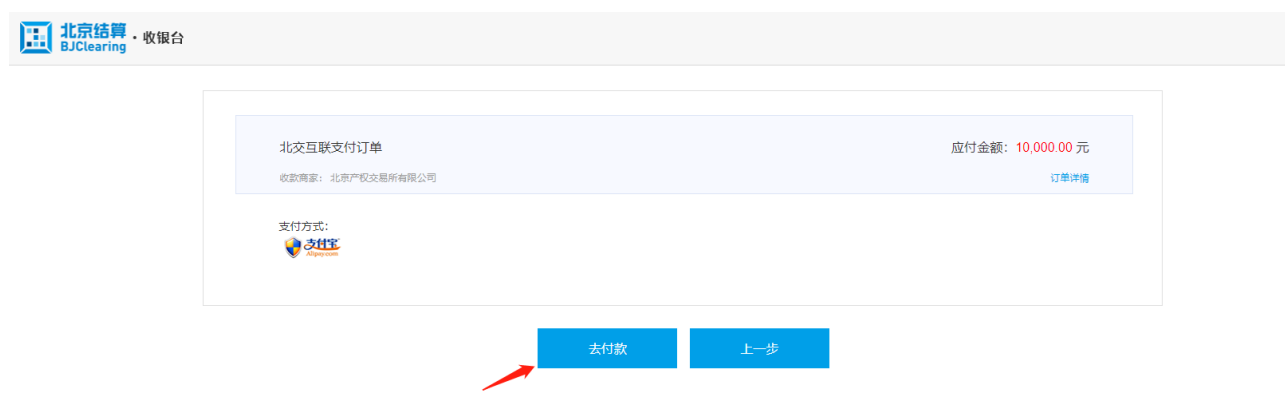 北京结算
BJClearing
·收银台
北交互联支付订单
应付金额：10,000.00 元
收款商家：北京产权交易所有限公司
订单详情
支付方式：
支付宝
Alipay.com
去付款
上一步